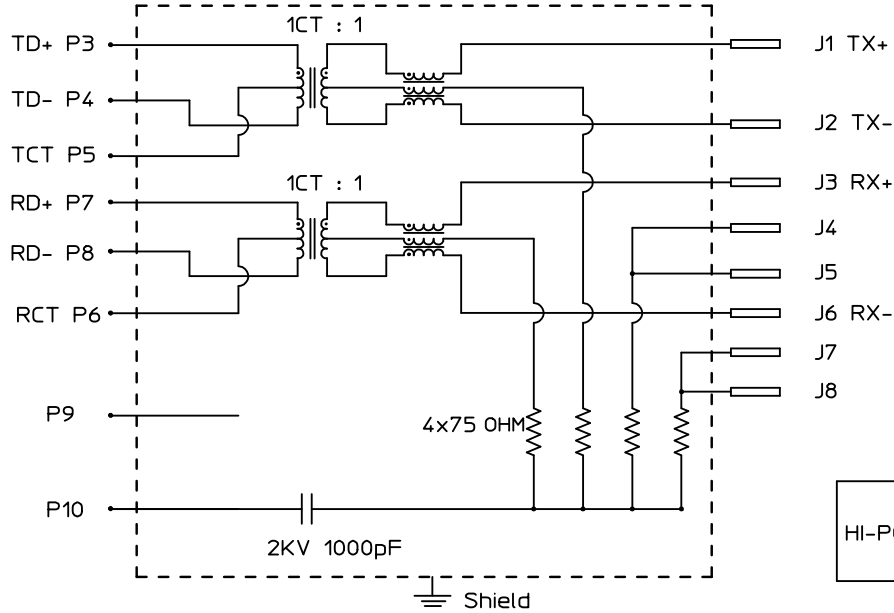 1CT : 1
TD+ P3
J1 TX+
TD- P4
J2 TX-
TCT P5
1CT : 1
J3 RX+
RD+ P7
J4
RD- P8
J5
RCT P6
J6 RX-
J7
J8
P9
4x75 OHM
P10
HI-P
2KV 1000pF
Shield